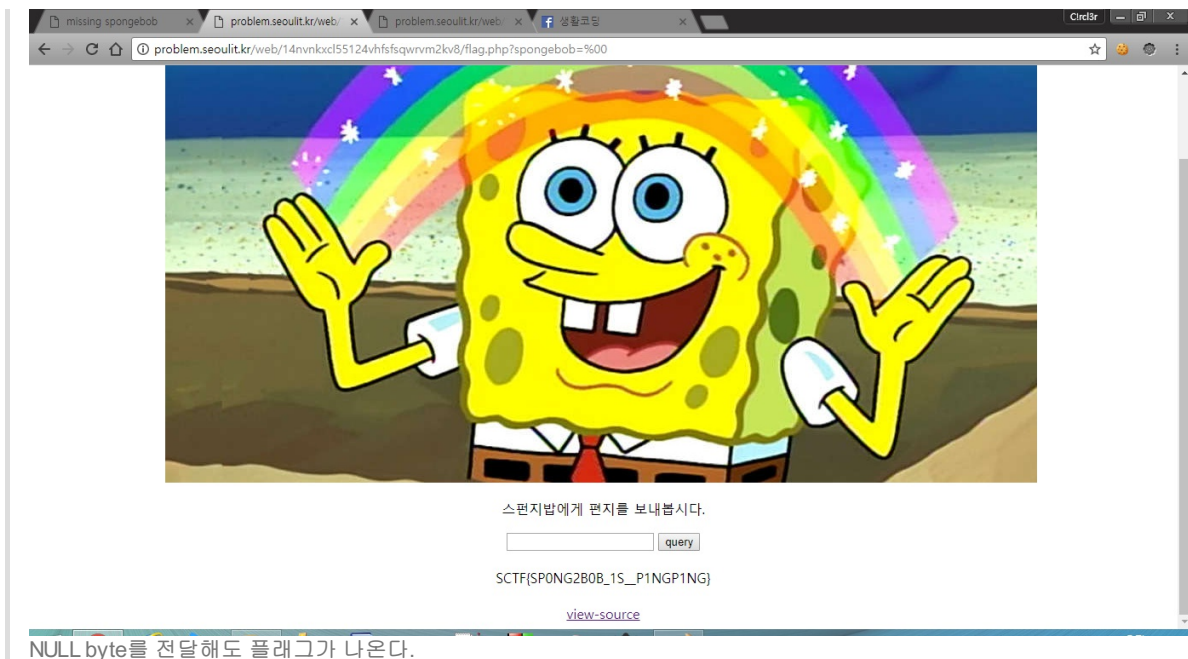 missing spongebob
problem.seoulit.kr/web/
problem.seoulit.kr/web/
생활코딩
C!rcl3r
problem.seoulit.kr/web/14nvnkxcl55124vhfsfsqwrvm2kv8/flag.php?spongebob=%00
스펀지밥에게 편지를 보내봅시다.
query
SCTF{SP0NG2B0B_1S__P1NGP1NG}
view-source
NULL byte를 전달해도 플래그가 나온다.